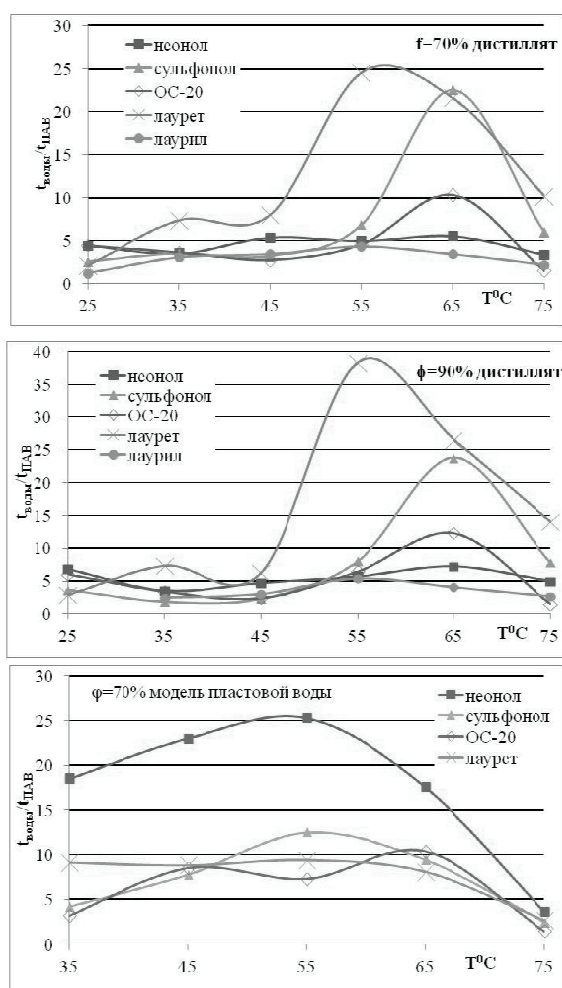 30
25
20
15
10
5
0
tводы/tПАВ
неонол
сульфонол
ОС-20
лаурет
лаурил
f=70% дистиллят
25 35 45 55 65 75
T⁰C
40
35
30
25
20
15
10
5
0
tводы/tПАВ
неонол
сульфонол
ОС-20
лаурет
лаурил
ϕ=90% дистиллят
25 35 45 55 65 75
T⁰C
30
25
20
15
10
5
0
tводы/tПАВ
φ=70% модель пластовой воды
неонол
сульфонол
ОС-20
лаурет
35 45 55 65 75
T⁰C